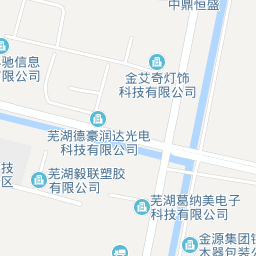 中鼎恒盛
驰信息
有限公司
金艾奇灯饰
科技有限公司
芜湖德豪润达光电
科技有限公司
技
区
芜湖毅联塑胶
有限公司
芜湖葛纳美电子
科技有限公司
金源集团
木器包装公